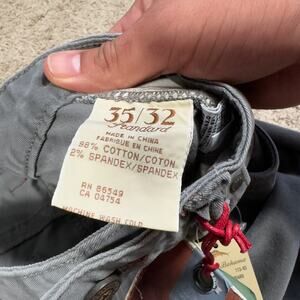 35/32
Standard
MADE IN CHINA
FABRIQUE EN CHINE
98% COTTON/COTON
2% SPANDEX/SPANDEX
RN 86549
CA 04754
MACHINE WASH COLD
Bahama